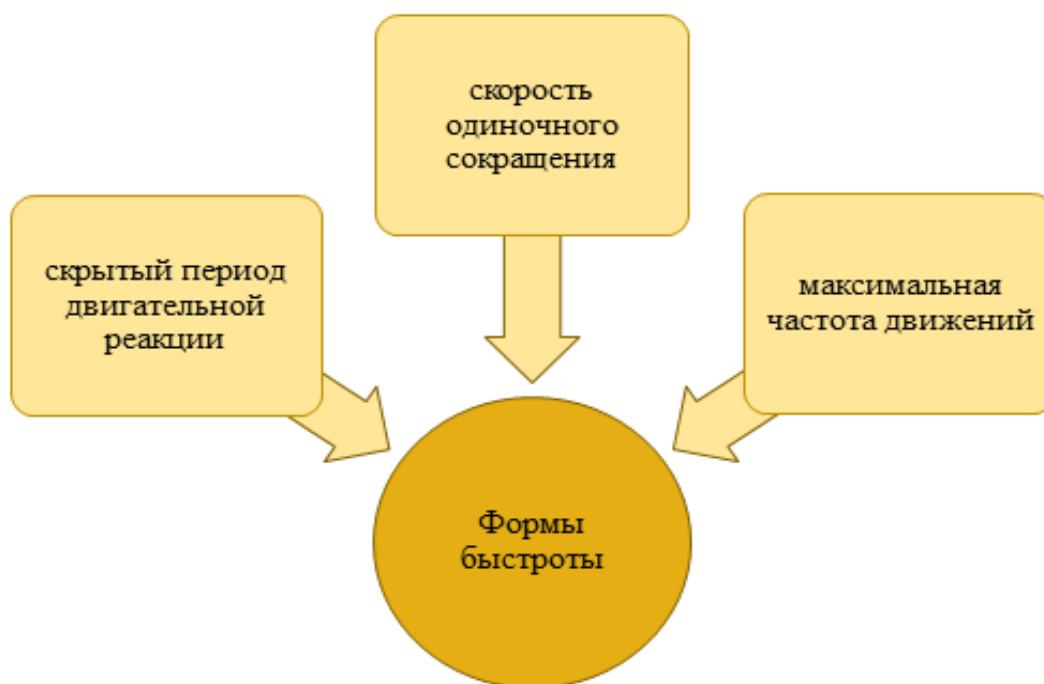 скорость
одиночного
сокращения
скрытый период
двигательной
реакции
максимальная
частота движений
Формы
быстроты